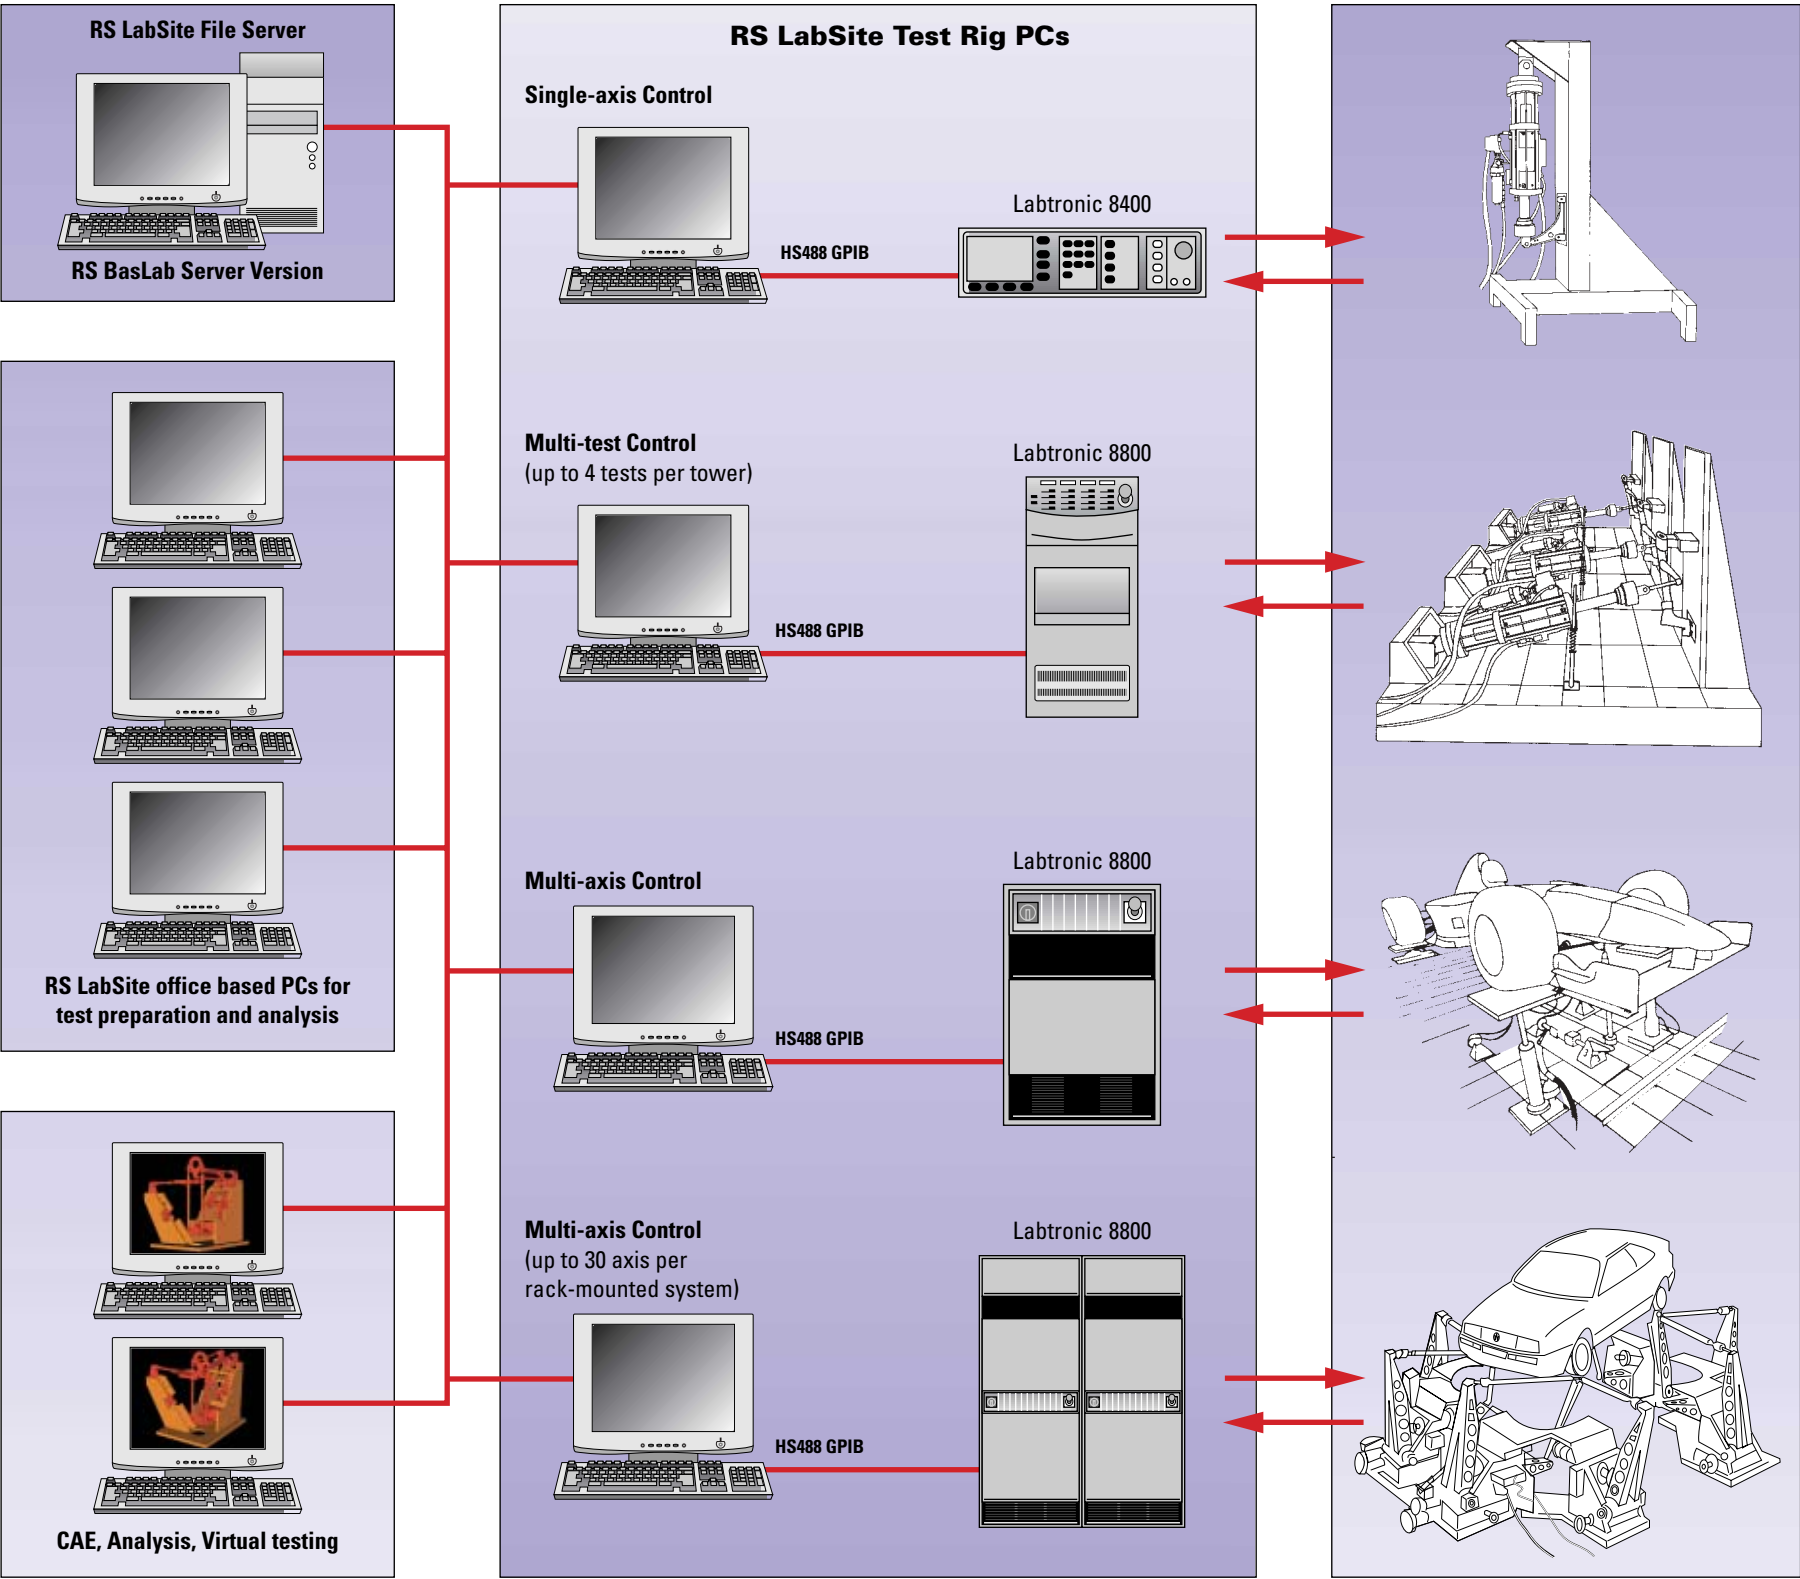 RS LabSite File Server
RS BasLab Server Version
RS LabSite office based PCs for
test preparation and analysis
CAE, Analysis, Virtual testing
RS LabSite Test Rig PCs
Single-axis Control
Labtronic 8400
HS488 GPIB
Multi-test Control
(up to 4 tests per tower)
Labtronic 8800
HS488 GPIB
Multi-axis Control
Labtronic 8800
HS488 GPIB
Multi-axis Control
(up to 30 axis per
rack-mounted system)
Labtronic 8800
HS488 GPIB